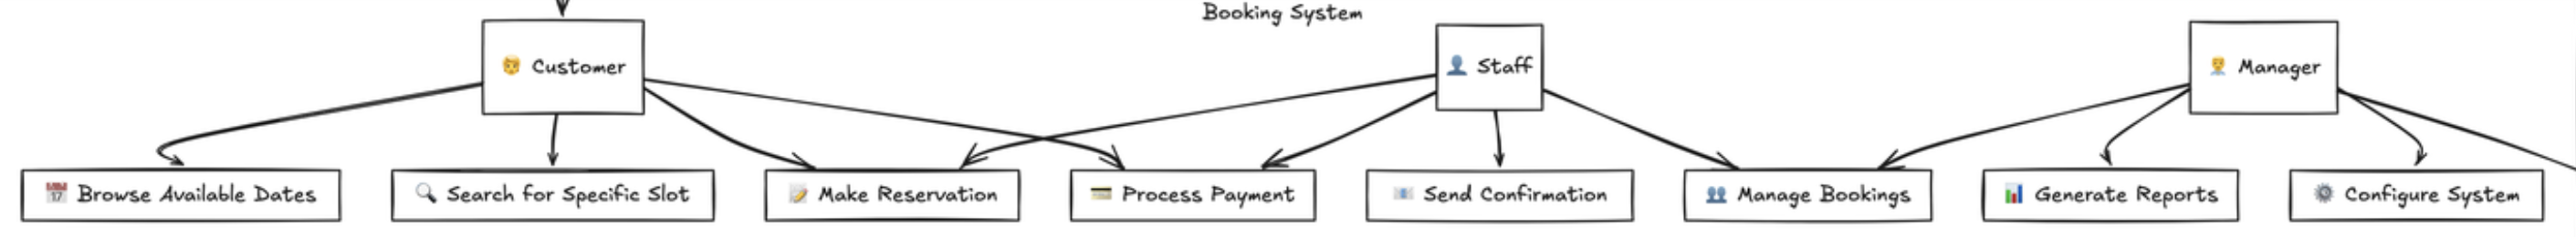 Booking System
Customer
Staff
Manager
Browse Available Dates
Search for Specific Slot
Make Reservation
Process Payment
Send Confirmation
Manage Bookings
Generate Reports
Configure System